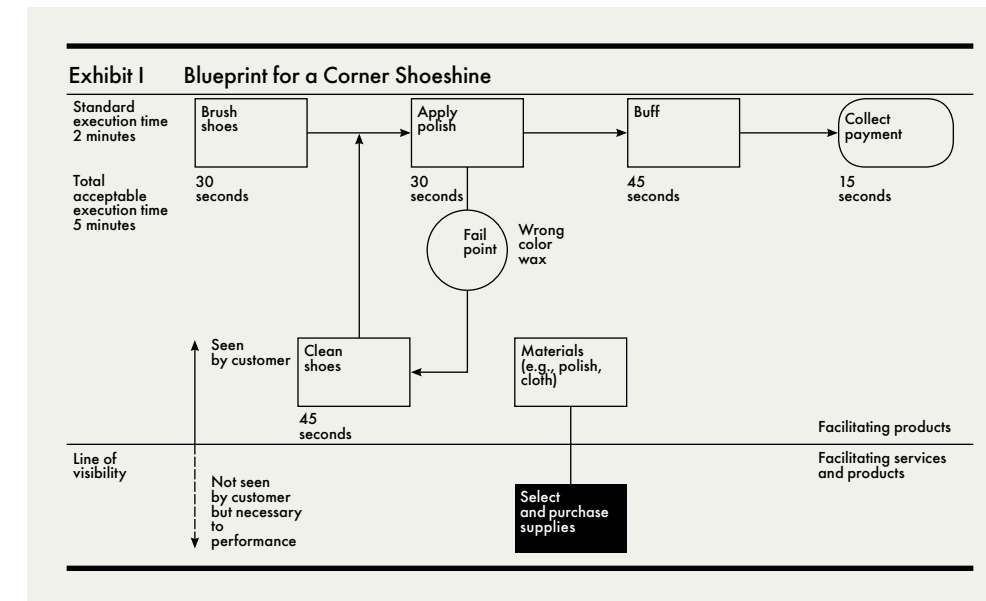 Exhibit I Blueprint for a Corner Shoeshine
Standard
execution time
2 minutes
Total
acceptable
execution time
5 minutes
Brush
shoes
30
seconds
Apply
polish
30
seconds
Buff
45
seconds
Collect
payment
15
seconds
Fail
point
Wrong
color
wax
Seen
by customer
Clean
shoes
45
seconds
Materials
(e.g., polish,
cloth)
Facilitating products
Line of
visibility
Facilitating services
and products
Not seen
by customer
but necessary
to
performance
Select
and purchase
supplies